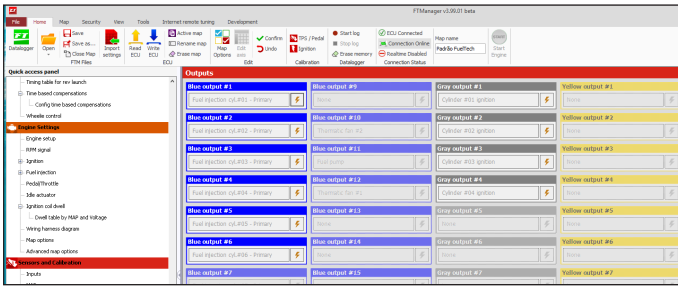 FTManager v3.99.01 beta
File Home Map Security View Tools Internet remote tuning Development
Datalogger
Open
Save
Save as...
Close Map
FTM Files
Import settings
Read ECU
Write ECU
Active map
Rename map
Erase map
ECU
Map Options
Edit axis
Confirm
Undo
Edit
TPS / Pedal
Ignition
Calibration
Start log
Stop log
Erase memory
Datalogger
ECU Connected
Connection Online
Realtime Disabled
Connection Status
Map name
Padrão FuelTech
Start Engine
Quick access panel
Timing table for rev launch
Time based compensations
Config time based compensations
Wheelie control
Engine Settings
Engine setup
RPM signal
Ignition
Fuel injection
Pedal/Throttle
Idle actuator
Ignition coil dwell
Dwell table by MAP and Voltage
Wiring harness diagram
Map options
Advanced map options
Sensors and Calibration
Inputs
Outputs
Blue output #1 Blue output #9 Gray output #1 Yellow output #1
Fuel injection cyl.#01 - Primary None Cylinder #01 ignition None
Blue output #2 Blue output #10 Gray output #2 Yellow output #2
Fuel injection cyl.#02 - Primary Thermatic fan #2 Cylinder #02 ignition None
Blue output #3 Blue output #11 Gray output #3 Yellow output #3
Fuel injection cyl.#03 - Primary Fuel pump Cylinder #03 ignition None
Blue output #4 Blue output #12 Gray output #4 Yellow output #4
Fuel injection cyl.#04 - Primary Thermatic fan #1 Cylinder #04 ignition None
Blue output #5 Blue output #13 Gray output #5 Yellow output #5
Fuel injection cyl.#05 - Primary None None None
Blue output #6 Blue output #14 Gray output #6 Yellow output #6
Fuel injection cyl.#06 - Primary None None None
Blue output #7 Blue output #15 Gray output #7 Yellow output #7